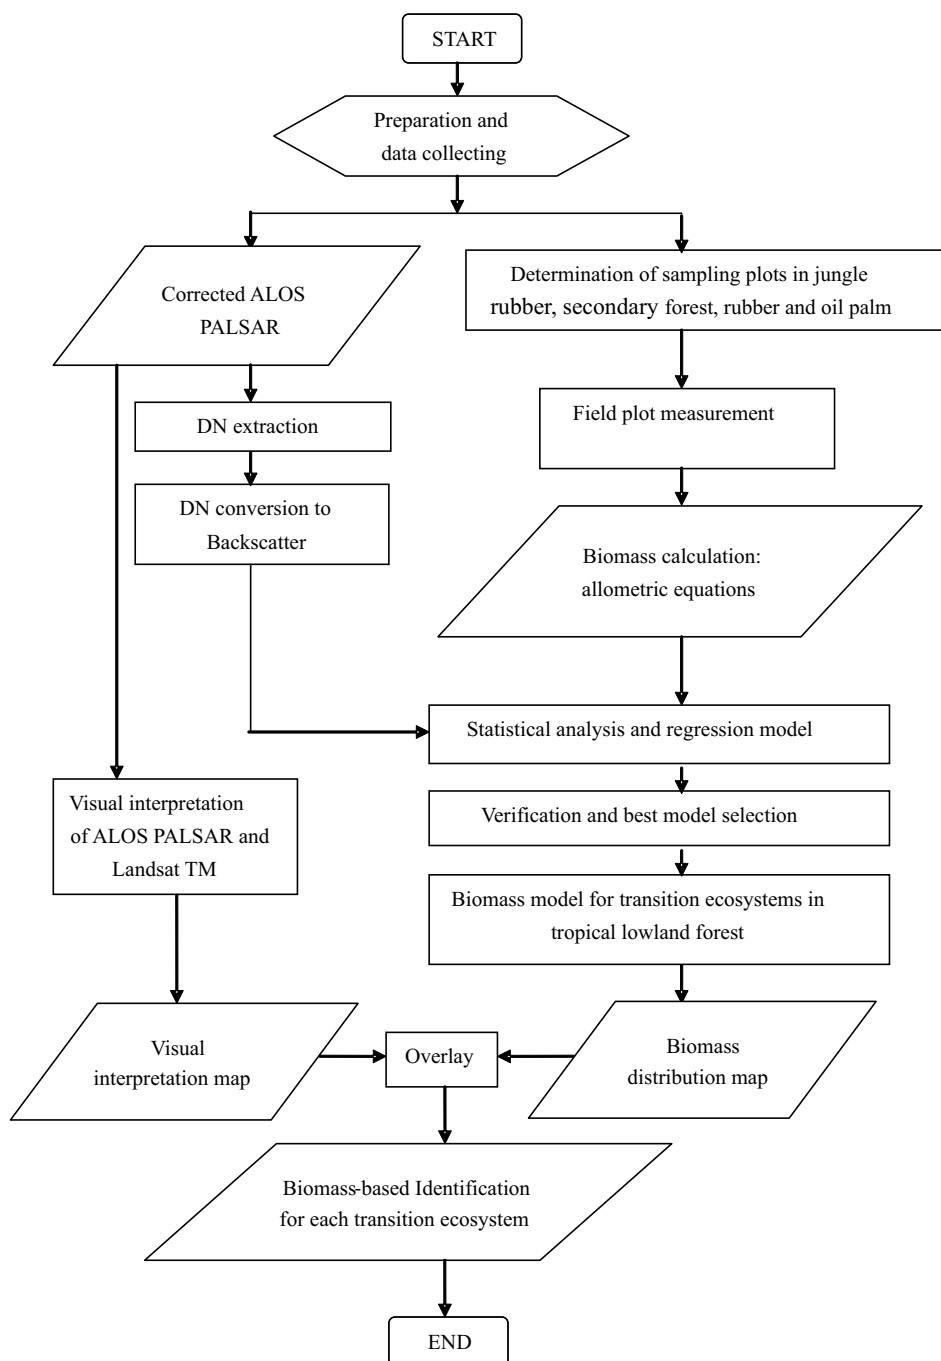 START
Preparation and
data collecting
Corrected ALOS
PALSAR
Determination of sampling plots in jungle
rubber, secondary forest, rubber and oil palm
DN extraction
Field plot measurement
DN conversion to
Backscatter
Biomass calculation:
allometric equations
Statistical analysis and regression model
Visual interpretation
of ALOS PALSAR and
Landsat TM
Verification and best model selection
Biomass model for transition ecosystems in
tropical lowland forest
Visual
interpretation map
Overlay
Biomass
distribution map
Biomass-based Identification
for each transition ecosystem
END